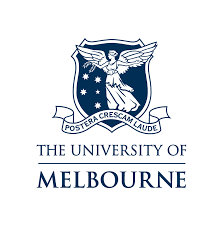 POSTERA CRESCAM LAUDE
THE UNIVERSITY OF
MELBOURNE